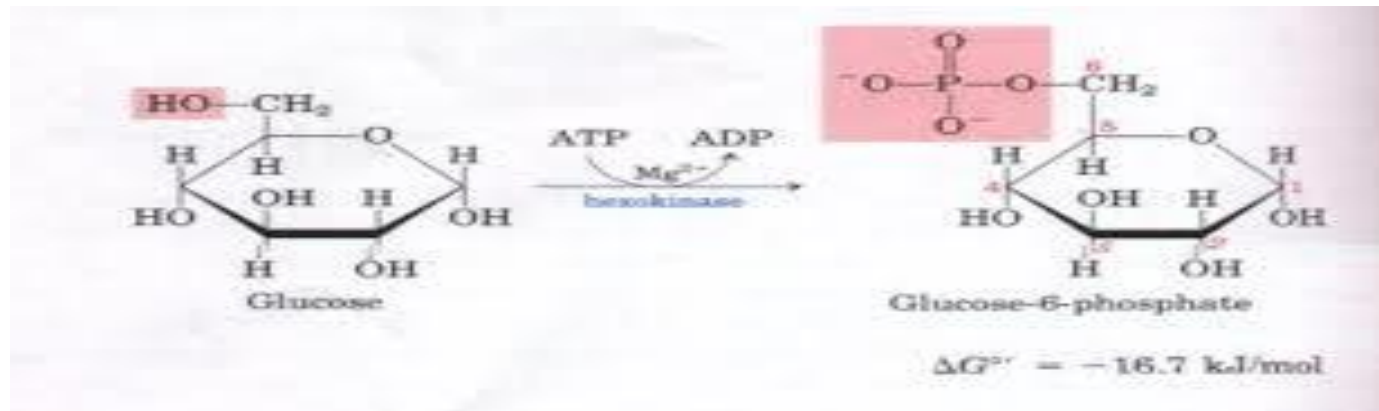 HO—CH₂
O
H
H
H
OH
H
HO
OH
H
OH
Glucose
ATP
ADP
Mg²⁺
hexokinase
O
⁻O—P—O—CH₂
O⁻
6
5
O
H
H
H
4
OH
H
1
HO
OH
3
2
H
OH
Glucose-6-phosphate
ΔG°′ = −16.7 kJ/mol